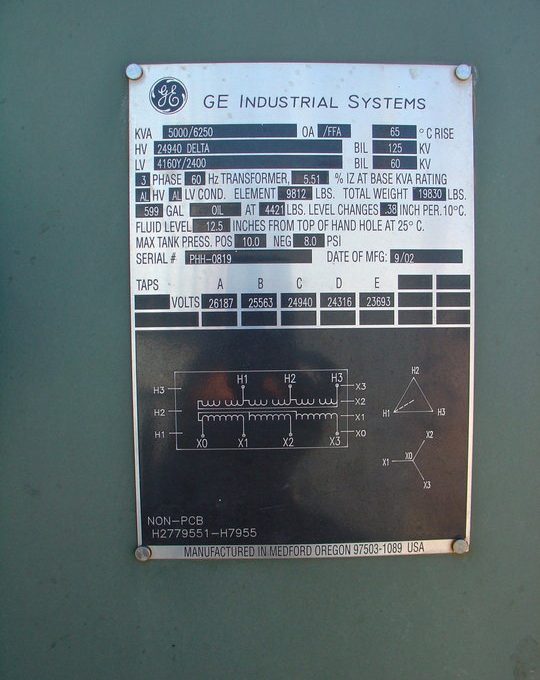 GE
GE INDUSTRIAL SYSTEMS
KVA 5000/6250 OA /FFA 65 °C RISE
HV 24940 DELTA BIL 125 KV
LV 4160Y/2400 BIL 60 KV
3 PHASE 60 HZ TRANSFORMER, 5.51 % IZ AT BASE KVA RATING
AL HV AL LV COND. ELEMENT 9812 LBS. TOTAL WEIGHT 19830 LBS.
599 GAL OIL AT 4421 LBS. LEVEL CHANGES .38 INCH PER. 10°C.
FLUID LEVEL 12.5 INCHES FROM TOP OF HAND HOLE AT 25° C.
MAX TANK PRESS. POS 10.0 NEG 8.0 PSI
SERIAL # PHH-0819 DATE OF MFG: 9/02
TAPS A B C D E
VOLTS 26187 25563 24940 24316 23693
H1 H2 H3
H3 X3
H2 X2
H1 X1
X0
X0 X1 X2 X3
H2
H1 H3
X2
X1 X0
X3
NON-PCB
H2779551-H7955
MANUFACTURED IN MEDFORD OREGON 97503-1089 USA